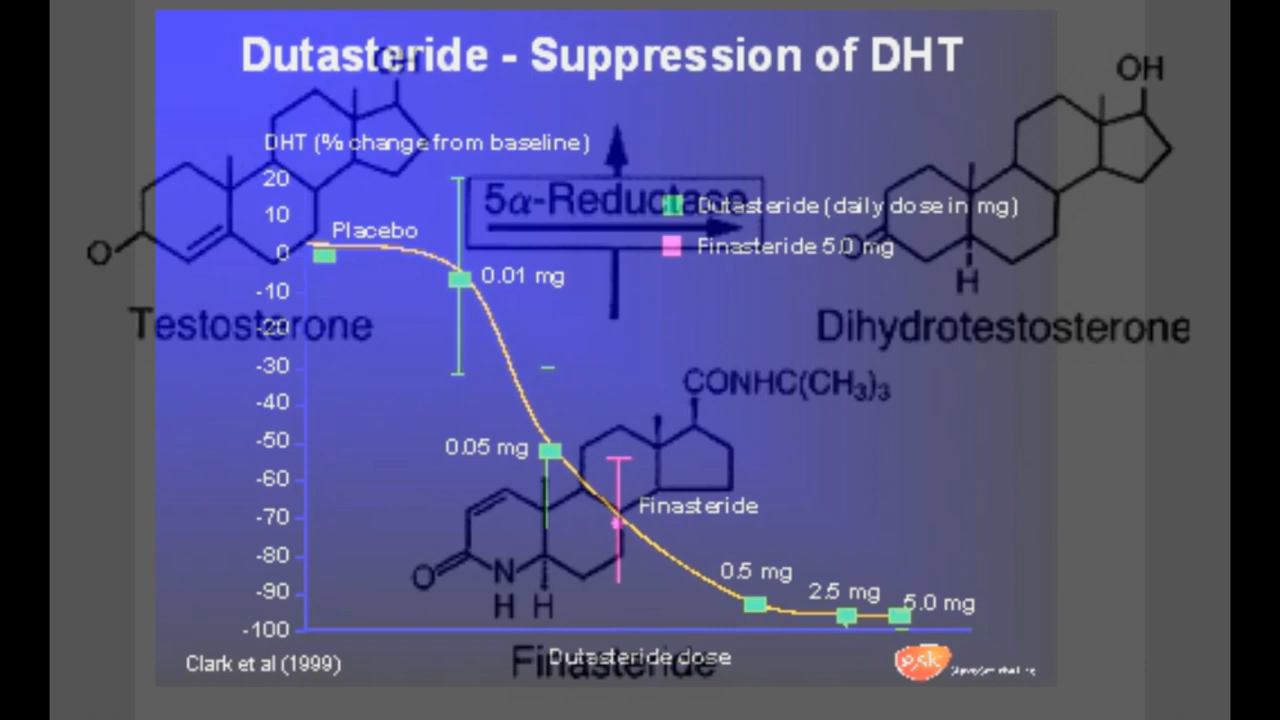 Dutasteride - Suppression of DHT
OH
OH
DHT (% change from baseline)
20
10
0
-10
-20
-30
-40
-50
-60
-70
-80
-90
-100
Placebo
0.01 mg
0.05 mg
Finasteride
0.5 mg
2.5 mg
5.0 mg
5α-Reductase
Dutasteride (daily dose in mg)
Finasteride 5.0 mg
O
O
H
Testosterone
Dihydrotestosterone
CONHC(CH₃)₃
O
N
H
H
Finasteride
Dutasteride dose
Clark et al (1999)
gsk